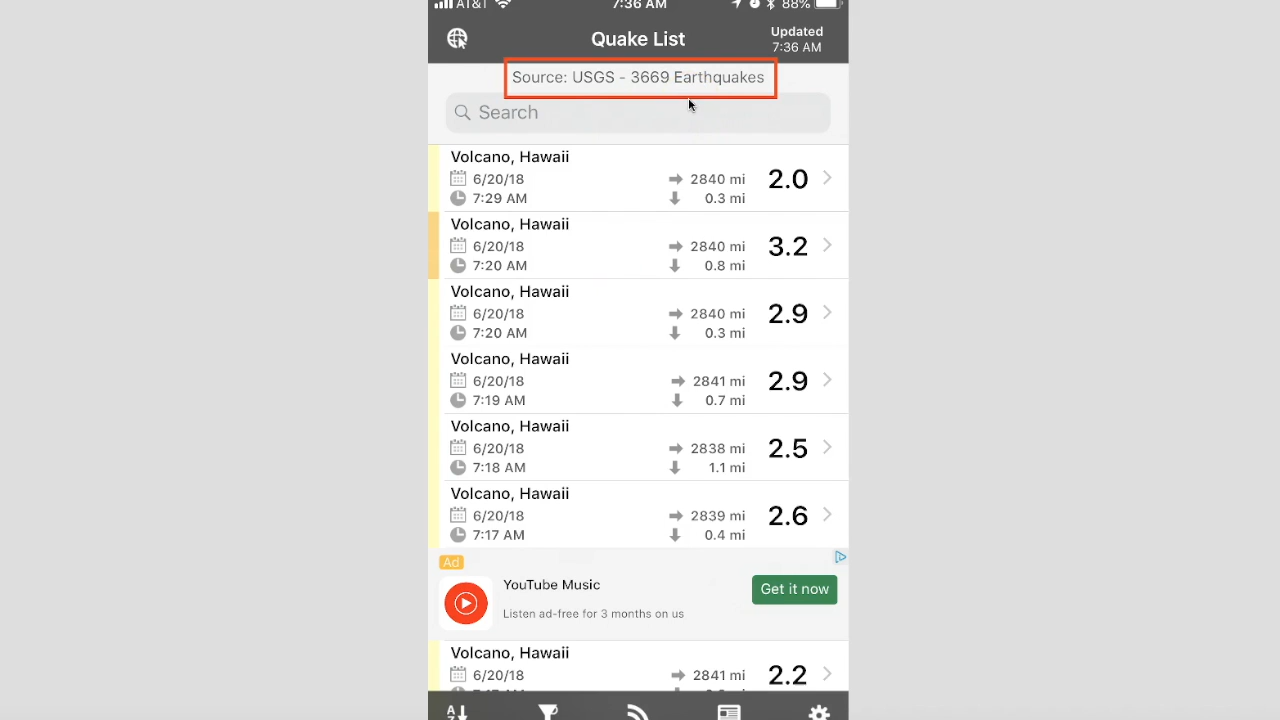 AT&T 7:36 AM 88%
Quake List
Updated
7:36 AM
Source: USGS - 3669 Earthquakes
Search
Volcano, Hawaii
6/20/18 2840 mi 2.0
7:29 AM 0.3 mi
Volcano, Hawaii
6/20/18 2840 mi 3.2
7:20 AM 0.8 mi
Volcano, Hawaii
6/20/18 2840 mi 2.9
7:20 AM 0.3 mi
Volcano, Hawaii
6/20/18 2841 mi 2.9
7:19 AM 0.7 mi
Volcano, Hawaii
6/20/18 2838 mi 2.5
7:18 AM 1.1 mi
Volcano, Hawaii
6/20/18 2839 mi 2.6
7:17 AM 0.4 mi
Ad
YouTube Music
Get it now
Listen ad-free for 3 months on us
Volcano, Hawaii
6/20/18 2841 mi 2.2